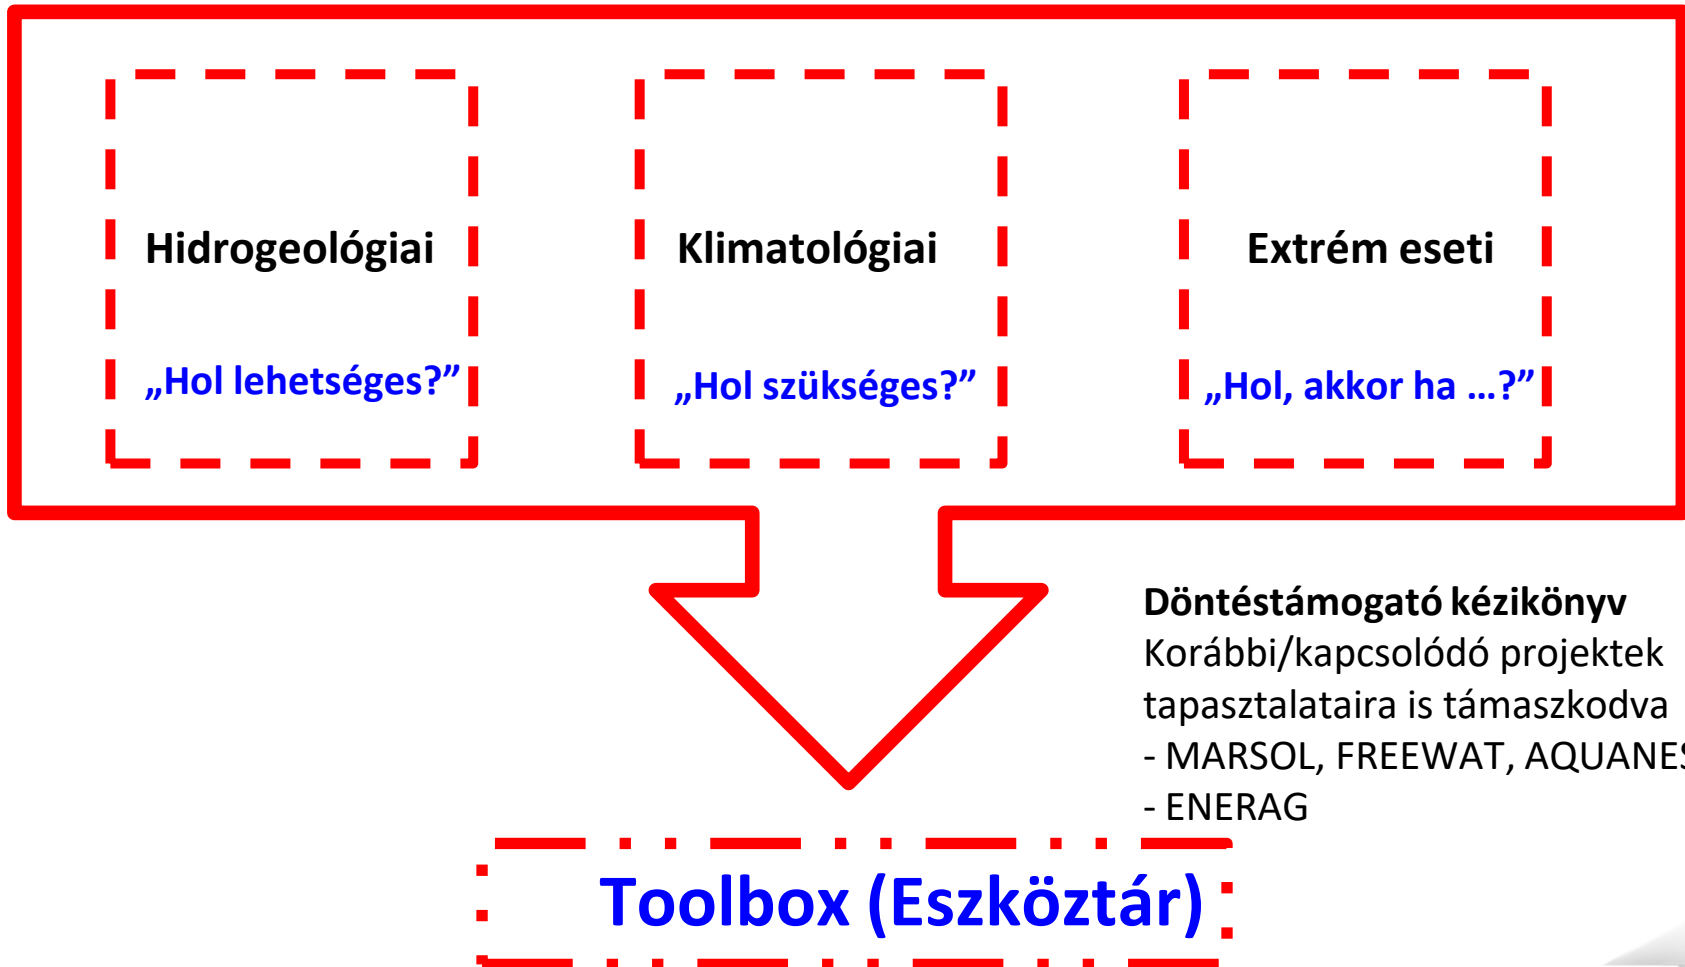 Hidrogeológiai
„Hol lehetséges?”
Klimatológiai
„Hol szükséges?”
Extrém eseti
„Hol, akkor ha ...?”
Döntéstámogató kézikönyv
Korábbi/kapcsolódó projektek
tapasztalataira is támaszkodva
- MARSOL, FREEWAT, AQUANES
- ENERAG
Toolbox (Eszköztár)